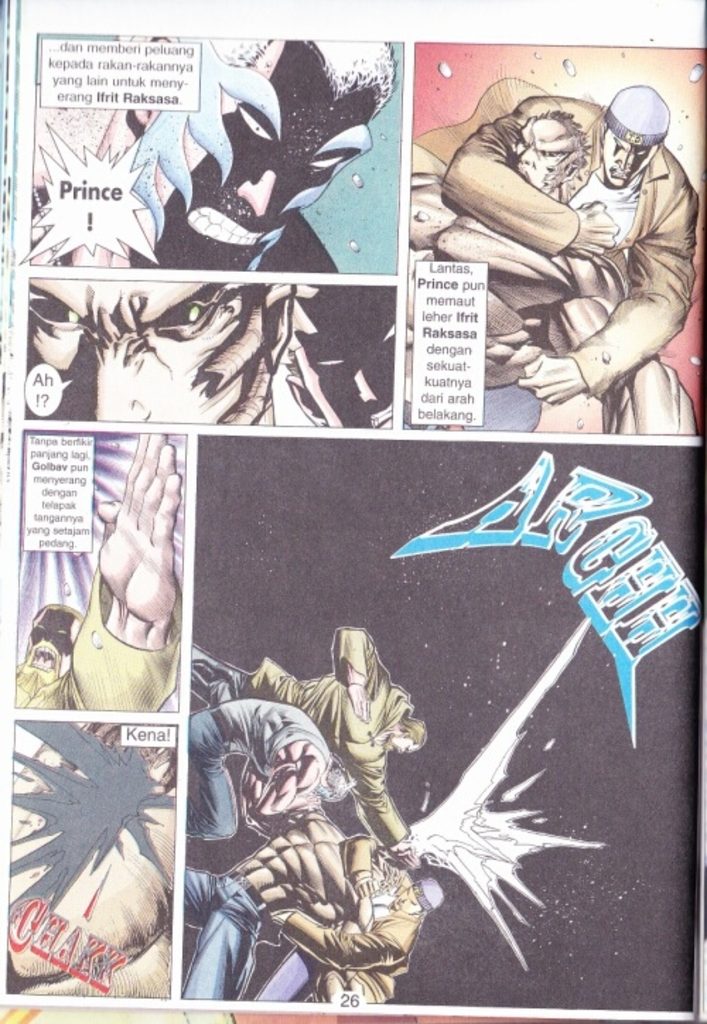 ...dan memberi peluang
kepada rakan-rakannya
yang lain untuk meny-
erang Ifrit Raksasa.
Prince
!
Lantas,
Prince pun
memaut
leher Ifrit
Raksasa
dengan
sekuat-
kuatnya
dari arah
belakang.
Ah
!?
Tanpa berfikir
panjang lagi,
Golbav pun
menyerang
dengan
telapak
tangannya
yang setajam
pedang.
ARGHH
Kena!
CHAKK
26